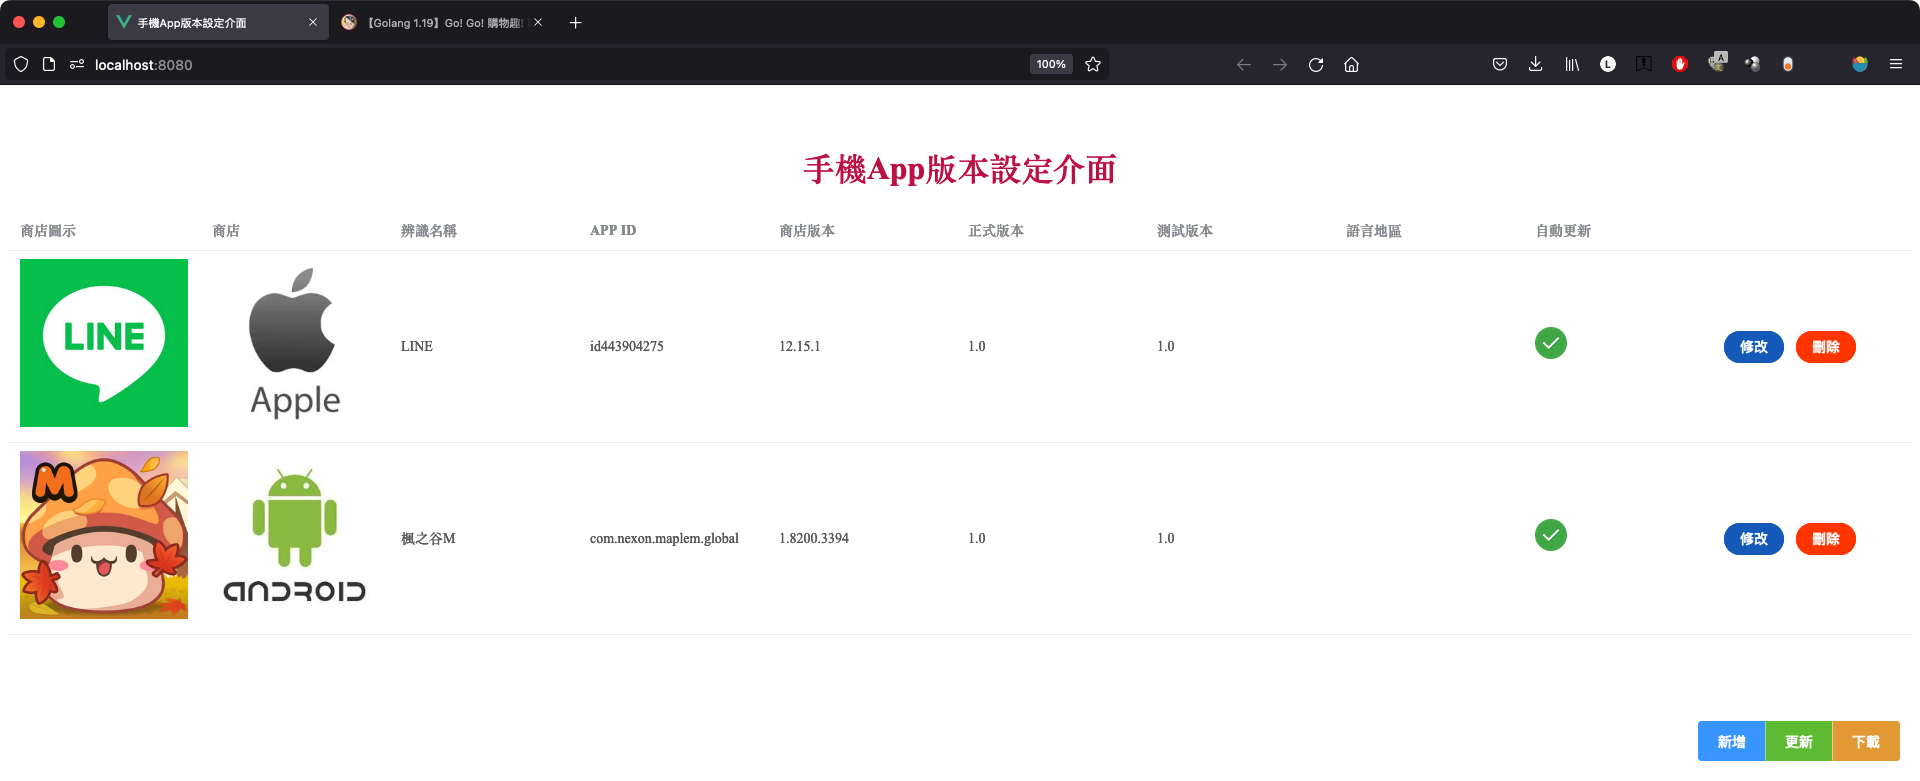 手機App版本設定介面
【Golang 1.19】Go! Go! 購物趣!
localhost:8080
100%
手機App版本設定介面
商店圖示 商店 辨識名稱 APP ID 商店版本 正式版本 測試版本 語言地區 自動更新
LINE
Apple
LINE id443904275 12.15.1 1.0 1.0 修改 刪除
M
ANDROID
楓之谷M com.nexon.maplem.global 1.8200.3394 1.0 1.0 修改 刪除
新增 更新 下載